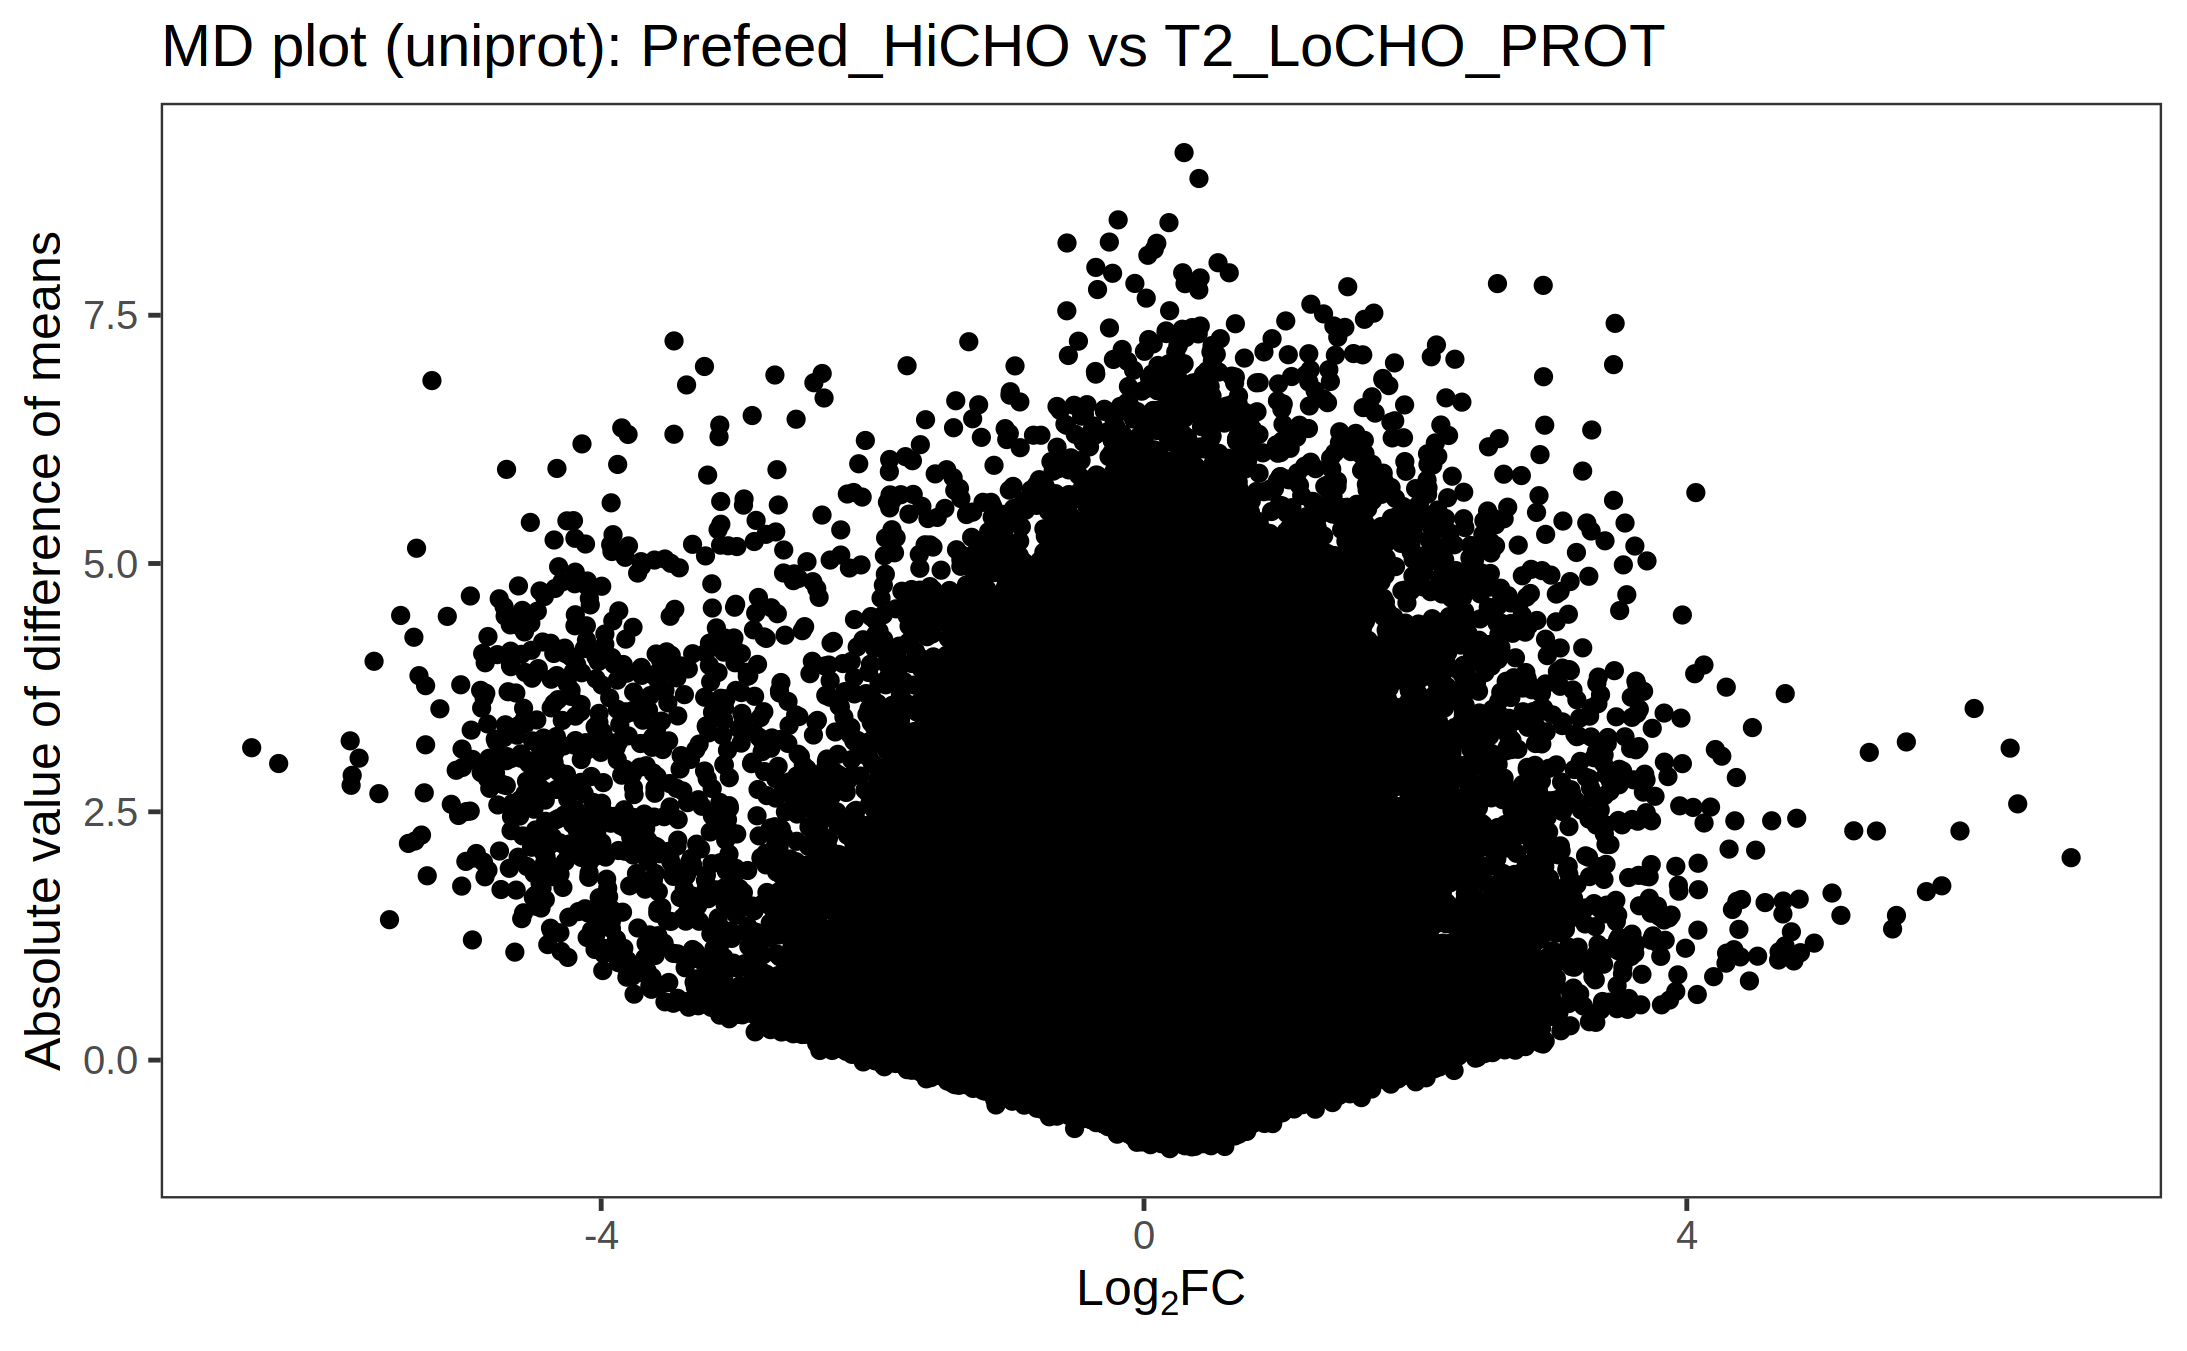 MD plot (uniprot): Prefeed_HiCHO vs T2_LoCHO_PROT
Absolute value of difference of means
7.5
5.0
2.5
0.0
-4 0 4
Log₂FC